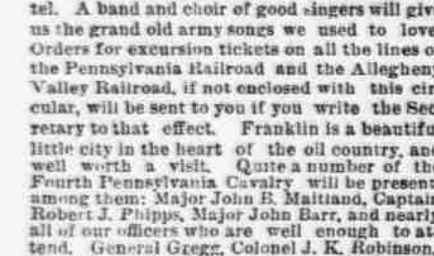 tel. A band and choir of good singers will giv
us the grand old army songs we used to love
Orders for excursion tickets on all the lines o
the Pennsylvania Railroad and the Allegheny
Valley Railroad, if not enclosed with this cir
cular, will be sent to you if you write the Sec
retary to that effect. Franklin is a beautifu
little city in the heart of the oil country, and
well worth a visit. Quite a number of the
Fourth Pennsylvania Cavalry will be present
among them: Major John B. Maitland, Captain
Robert J. Phipps, Major John Barr, and nearly
all of our officers who are well enough to at
tend. General Gregg, Colonel J. K. Robinson,